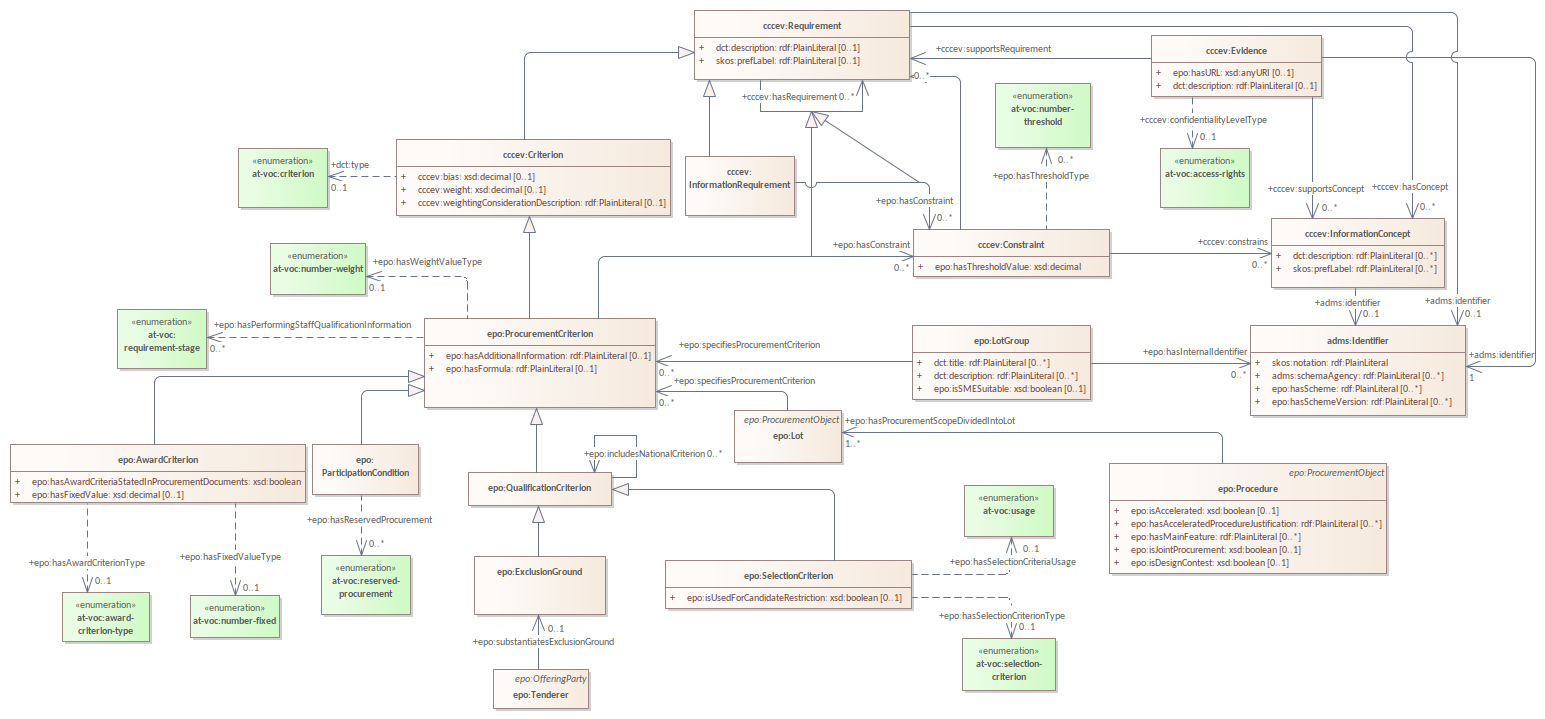 cccev:Requirement
+ dct:description: rdf:PlainLiteral [0..1]
+ skos:prefLabel: rdf:PlainLiteral [0..1]
+cccev:supportsRequirement
0..*
+cccev:hasRequirement 0..*
cccev:Evidence
+ epo:hasURL: xsd:anyURI [0..1]
+ dct:description: rdf:PlainLiteral [0..1]
+cccev:confidentialityLevelType
0..1
«enumeration»
at-voc:access-rights
«enumeration»
at-voc:number-
threshold
0..*
+epo:hasThresholdType
+cccev:supportsConcept
0..*
+cccev:hasConcept
0..*
«enumeration»
at-voc:criterion
+dct:type
0..1
cccev:Criterion
+ cccev:bias: xsd:decimal [0..1]
+ cccev:weight: xsd:decimal [0..1]
+ cccev:weightingConsiderationDescription: rdf:PlainLiteral [0..1]
cccev:
InformationRequirement
+epo:hasConstraint
0..*
+epo:hasConstraint
0..*
cccev:Constraint
+ epo:hasThresholdValue: xsd:decimal
+cccev:constrains
0..*
cccev:InformationConcept
+ dct:description: rdf:PlainLiteral [0..*]
+ skos:prefLabel: rdf:PlainLiteral [0..*]
+adms:identifier
0..1
+adms:identifier
0..1
«enumeration»
at-voc:number-weight
+epo:hasWeightValueType
0..1
«enumeration»
at-voc:
requirement-stage
+epo:hasPerformingStaffQualificationInformation
0..*
epo:ProcurementCriterion
+ epo:hasAdditionalInformation: rdf:PlainLiteral [0..1]
+ epo:hasFormula: rdf:PlainLiteral [0..1]
+epo:specifiesProcurementCriterion
0..*
+epo:specifiesProcurementCriterion
0..*
epo:LotGroup
+ dct:title: rdf:PlainLiteral [0..*]
+ dct:description: rdf:PlainLiteral [0..*]
+ epo:isSMESuitable: xsd:boolean [0..1]
+epo:hasInternalIdentifier
0..*
adms:Identifier
+ skos:notation: rdf:PlainLiteral
+ adms:schemaAgency: rdf:PlainLiteral [0..*]
+ epo:hasScheme: rdf:PlainLiteral [0..*]
+ epo:hasSchemeVersion: rdf:PlainLiteral [0..*]
+adms:identifier
1
epo:ProcurementObject
epo:Lot
+epo:hasProcurementScopeDividedIntoLot
1..*
epo:AwardCriterion
+ epo:hasAwardCriteriaStatedInProcurementDocuments: xsd:boolean
+ epo:hasFixedValue: xsd:decimal [0..1]
epo:
ParticipationCondition
+epo:includesNationalCriterion 0..*
epo:QualificationCriterion
epo:ProcurementObject
epo:Procedure
+ epo:isAccelerated: xsd:boolean [0..1]
+ epo:hasAcceleratedProcedureJustification: rdf:PlainLiteral [0..*]
+ epo:hasMainFeature: rdf:PlainLiteral [0..*]
+ epo:isJointProcurement: xsd:boolean [0..1]
+ epo:isDesignContest: xsd:boolean [0..1]
«enumeration»
at-voc:usage
0..1
+epo:hasSelectionCriteriaUsage
+epo:hasReservedProcurement
0..*
+epo:hasAwardCriterionType
0..1
+epo:hasFixedValueType
0..1
«enumeration»
at-voc:reserved-
procurement
epo:ExclusionGround
epo:SelectionCriterion
+ epo:isUsedForCandidateRestriction: xsd:boolean [0..1]
«enumeration»
at-voc:award-
criterion-type
«enumeration»
at-voc:number-fixed
0..1
+epo:substantiatesExclusionGround
+epo:hasSelectionCriterionType
0..1
«enumeration»
at-voc:selection-
criterion
epo:OfferingParty
epo:Tenderer